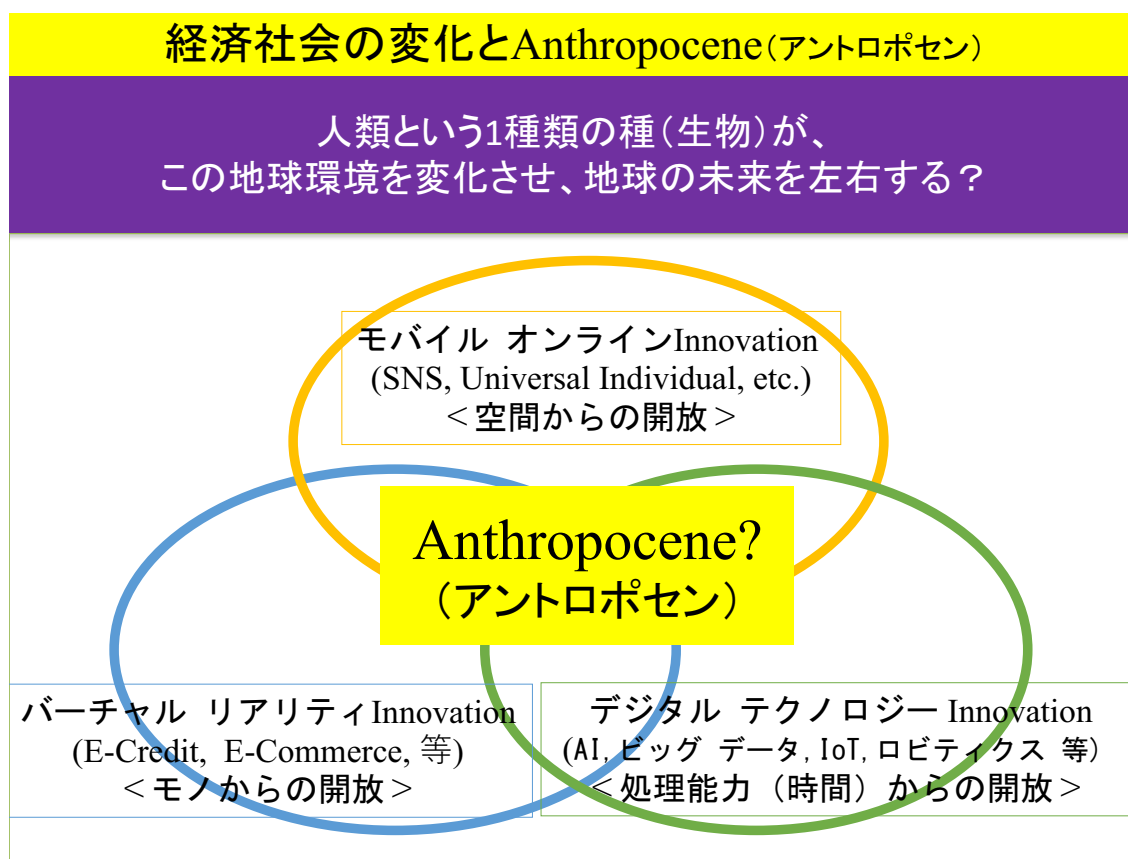 経済社会の変化とAnthropocene(アントロポセン)
人類という1種類の種(生物)が、
この地球環境を変化させ、地球の未来を左右する?
モバイル オンラインInnovation
(SNS, Universal Individual, etc.)
<空間からの開放>
Anthropocene?
(アントロポセン)
バーチャル リアリティInnovation
(E-Credit, E-Commerce, 等)
<モノからの開放>
デジタル テクノロジー Innovation
(AI, ビッグ データ, IoT, ロビティクス 等)
<処理能力(時間)からの開放>